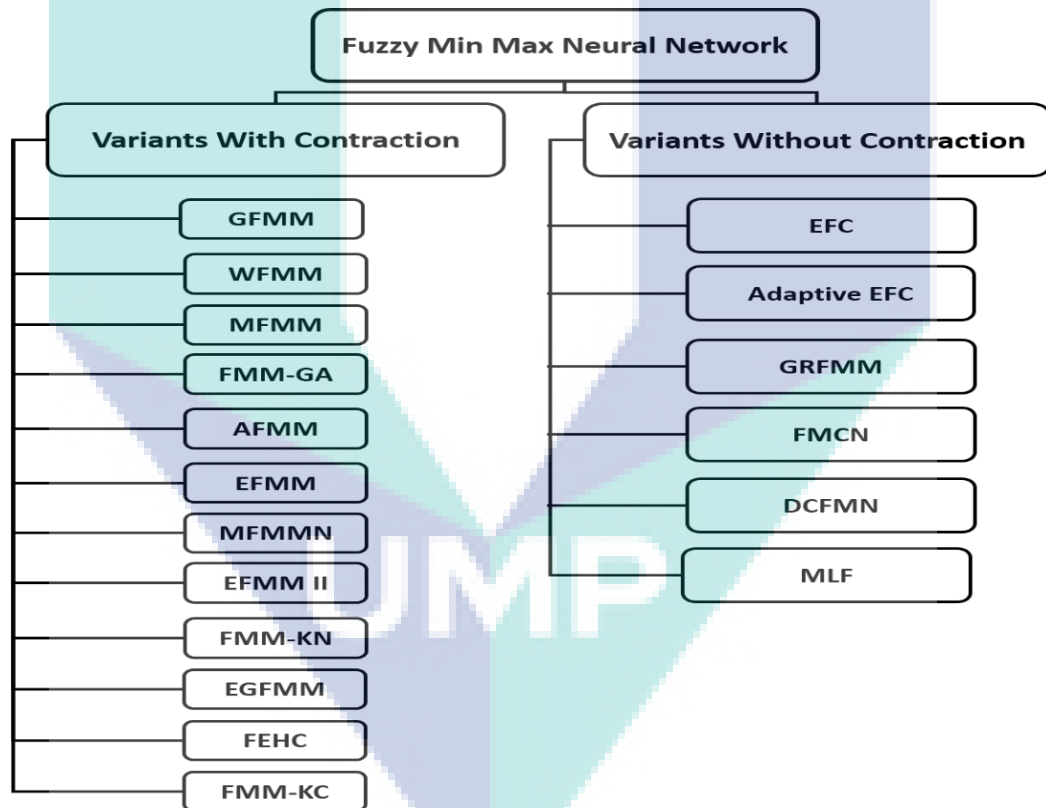 Fuzzy Min Max Neural Network
Variants With Contraction
GFMM
WFMM
MFMM
FMM-GA
AFMM
EFMM
MFMMN
EFMM II
FMM-KN
EGFMM
FEHC
FMM-KC
Variants Without Contraction
EFC
Adaptive EFC
GRFMM
FMCN
DCFMN
MLF
UMP